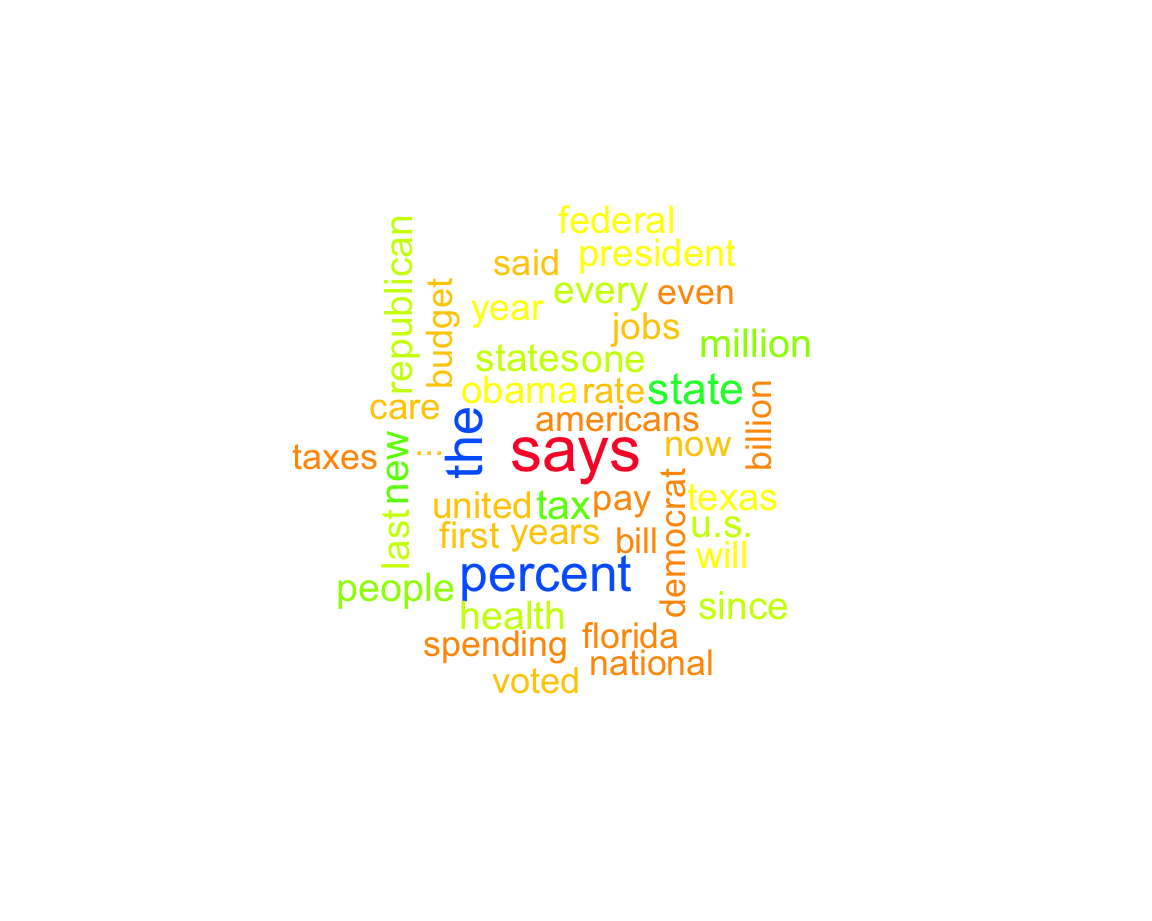 federal
president
said
every
even
year
jobs
republican
budget
million
states
one
obama
rate
state
care
americans
billion
the
says
now
taxes
...
new
united
tax
pay
democrat
texas
last
first
years
bill
u.s.
will
percent
people
health
since
spending
florida
national
voted